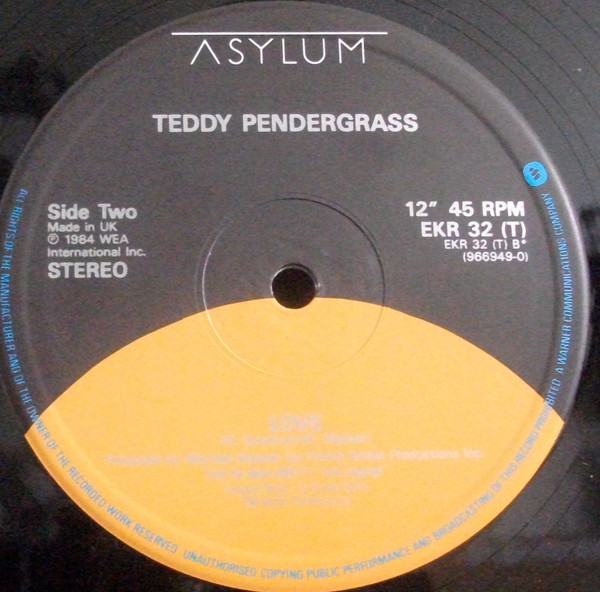 ASYLUM
TEDDY PENDERGRASS
Side Two
Made in UK
℗ 1984 WEA
International Inc.
STEREO
12" 45 RPM
EKR 32 (T)
EKR 32 (T) B*
(966949-0)
LOVE
Productions Inc.
ALL RIGHTS OF THE MANUFACTURER AND OF THE OWNER OF THE RECORDED WORK RESERVED UNAUTHORISED COPYING PUBLIC PERFORMANCE AND BROADCASTING OF THIS RECORD PROHIBITED A WARNER COMMUNICATIONS COMPANY